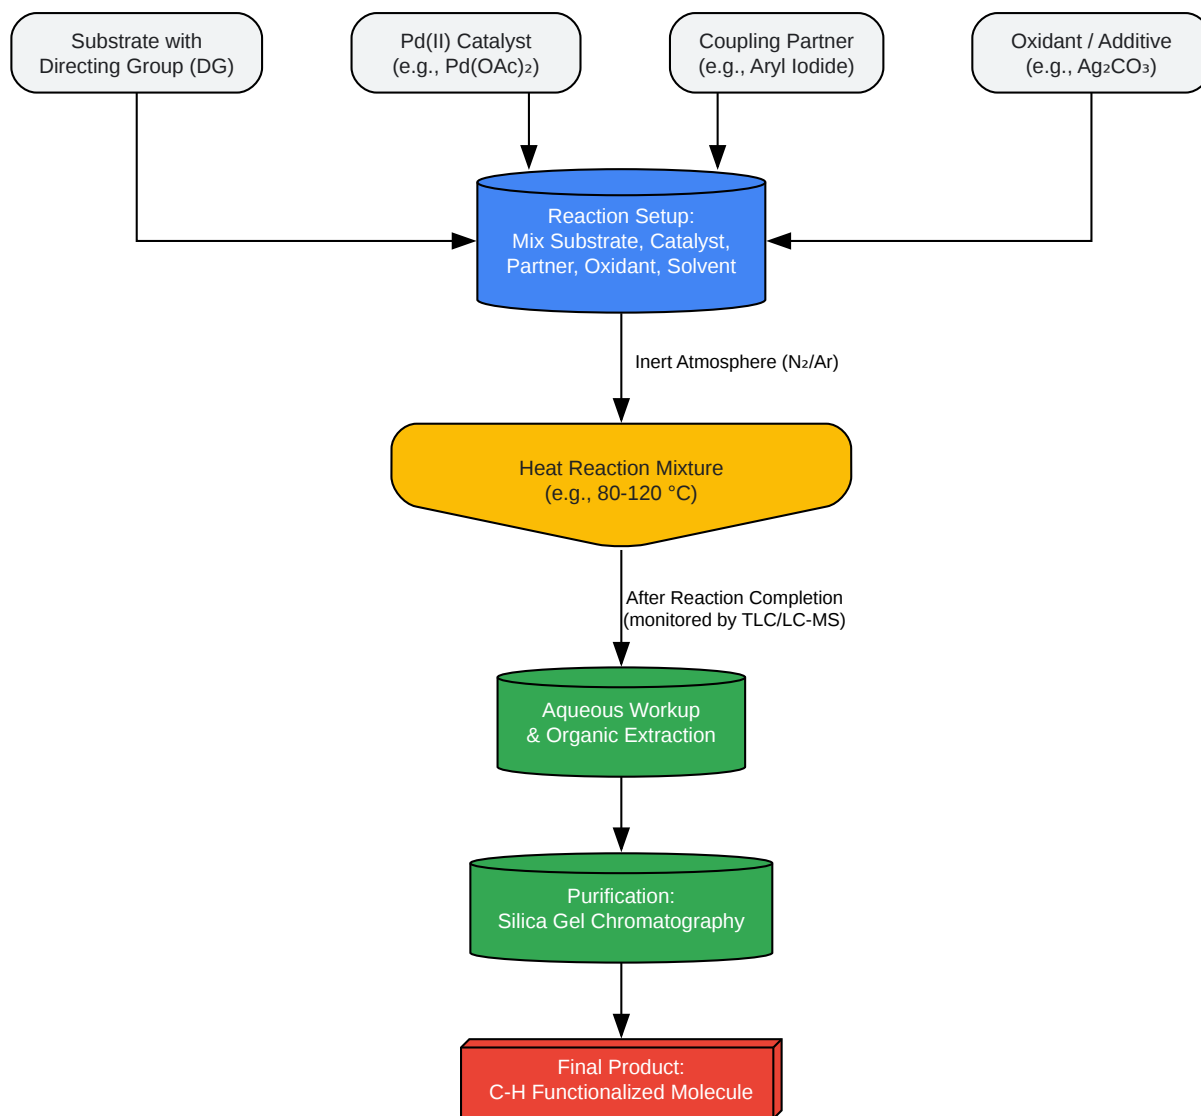 Substrate with
Directing Group (DG)
Pd(II) Catalyst
(e.g., Pd(OAc)₂)
Coupling Partner
(e.g., Aryl Iodide)
Oxidant / Additive
(e.g., Ag₂CO₃)
Reaction Setup:
Mix Substrate, Catalyst,
Partner, Oxidant, Solvent
Inert Atmosphere (N₂/Ar)
Heat Reaction Mixture
(e.g., 80-120 °C)
After Reaction Completion
(monitored by TLC/LC-MS)
Aqueous Workup
& Organic Extraction
Purification:
Silica Gel Chromatography
Final Product:
C-H Functionalized Molecule